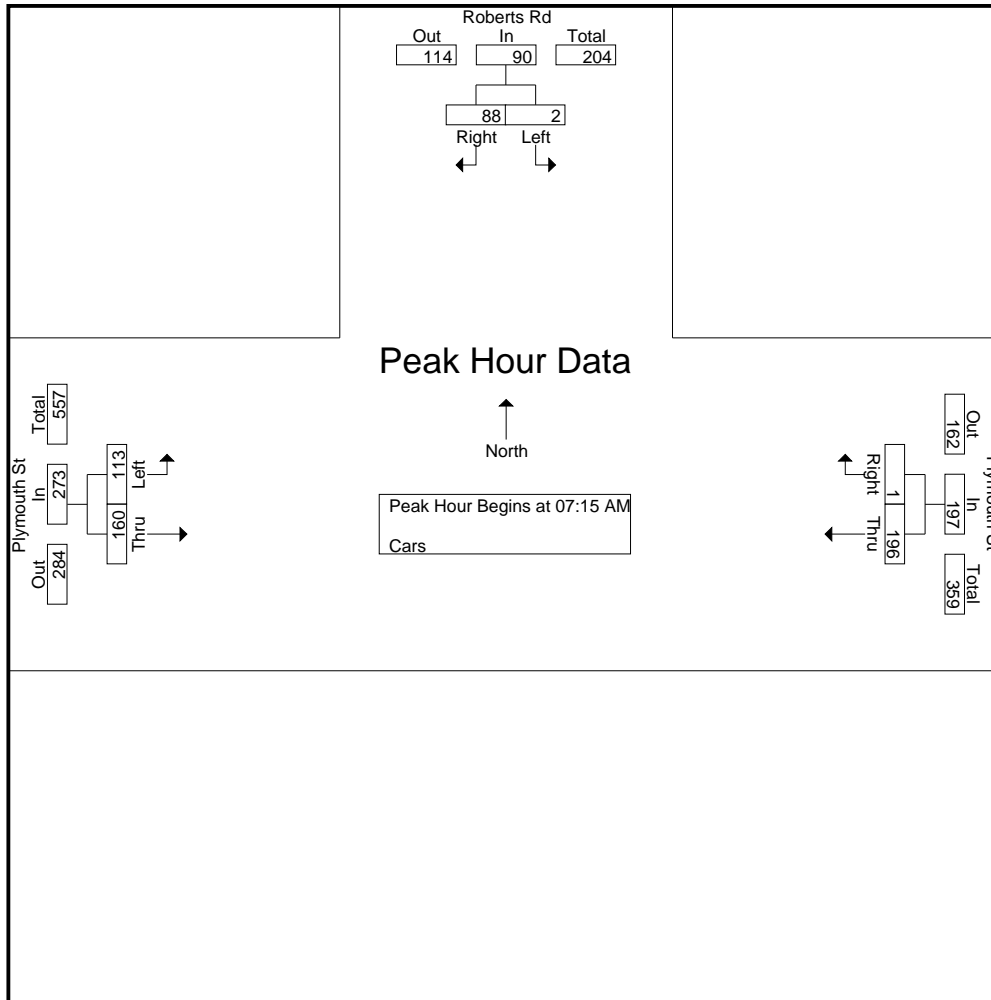 Roberts Rd
Out In Total
114 90 204
88 2
Right Left
Peak Hour Data
North
Peak Hour Begins at 07:15 AM
Cars
Plymouth St
Out In Total
284 273 557
Thru Left
160 113
Plymouth St
Out In Total
162 197 359
Right Thru
1 196